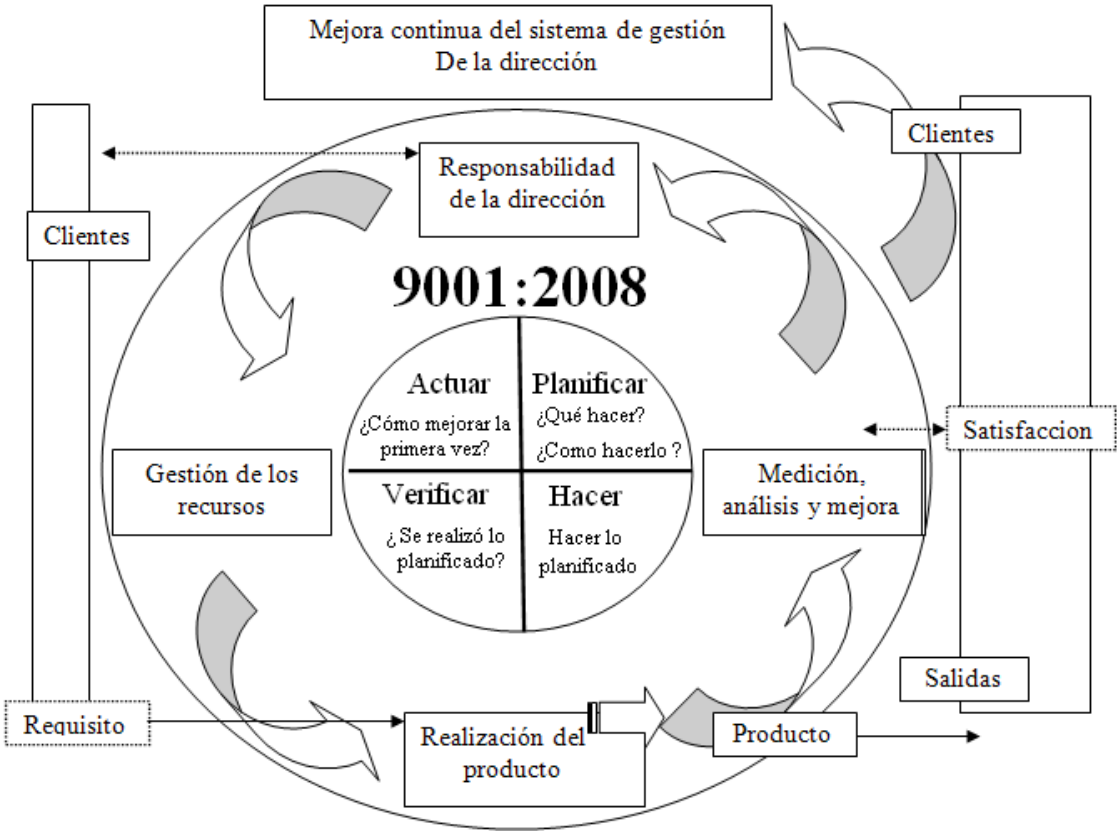 Mejora continua del sistema de gestión
De la dirección
Clientes
Responsabilidad
de la dirección
Clientes
9001:2008
Actuar
¿Cómo mejorar la
primera vez?
Planificar
¿Qué hacer?
¿Como hacerlo ?
Satisfaccion
Gestión de los
recursos
Verificar
¿ Se realizó lo
planificado?
Hacer
Hacer lo
planificado
Medición,
análisis y mejora
Salidas
Requisito
Realización del
producto
Producto